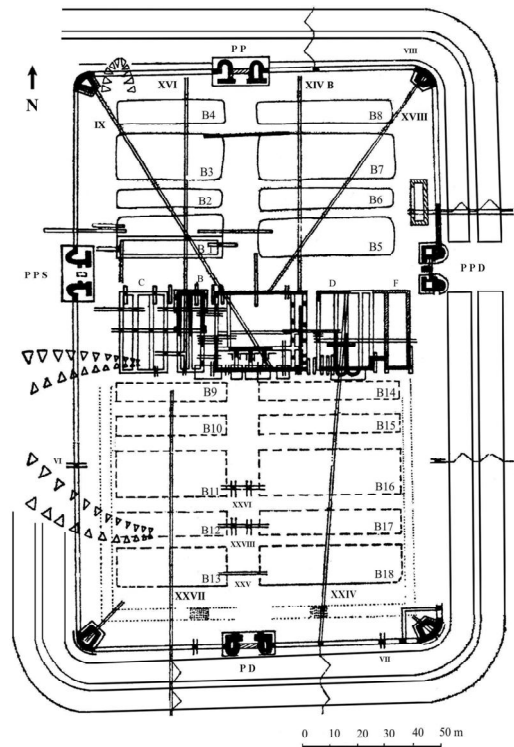 P P
VIII
XVI
XIV B
N
IX
B4
B8
XVIII
B3
B7
B2
B6
B1
B5
P P S
P P D
C
B
D
F
B9
B14
B10
B15
VI
B11
B16
XXVI
B12
B17
XXVIII
B13
XXV
B18
XXVII
XXIV
P D
VII
0 10 20 30 40 50 m